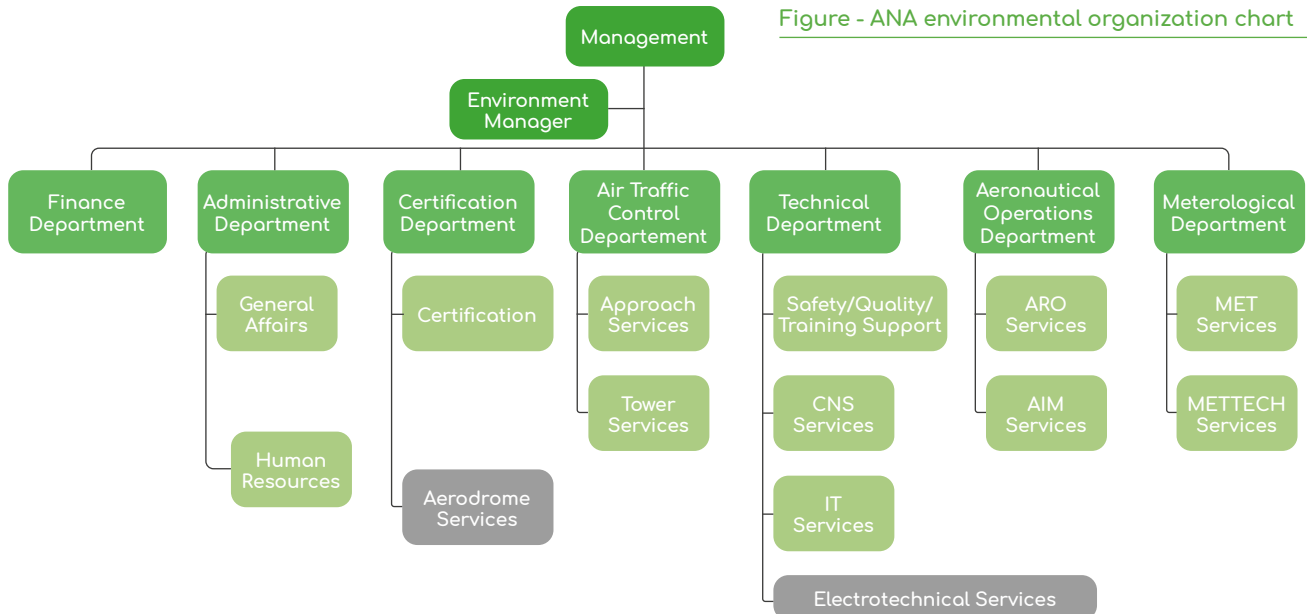 Figure - ANA environmental organization chart
Management
Environment
Manager
Finance
Department
Administrative
Department
Certification
Department
Air Traffic
Control
Departement
Technical
Department
Aeronautical
Operations
Department
Meterological
Department
General
Affairs
Certification
Approach
Services
Safety/Quality/
Training Support
ARO
Services
MET
Services
Tower
Services
CNS
Services
AIM
Services
METTECH
Services
Human
Resources
Aerodrome
Services
IT
Services
Electrotechnical Services